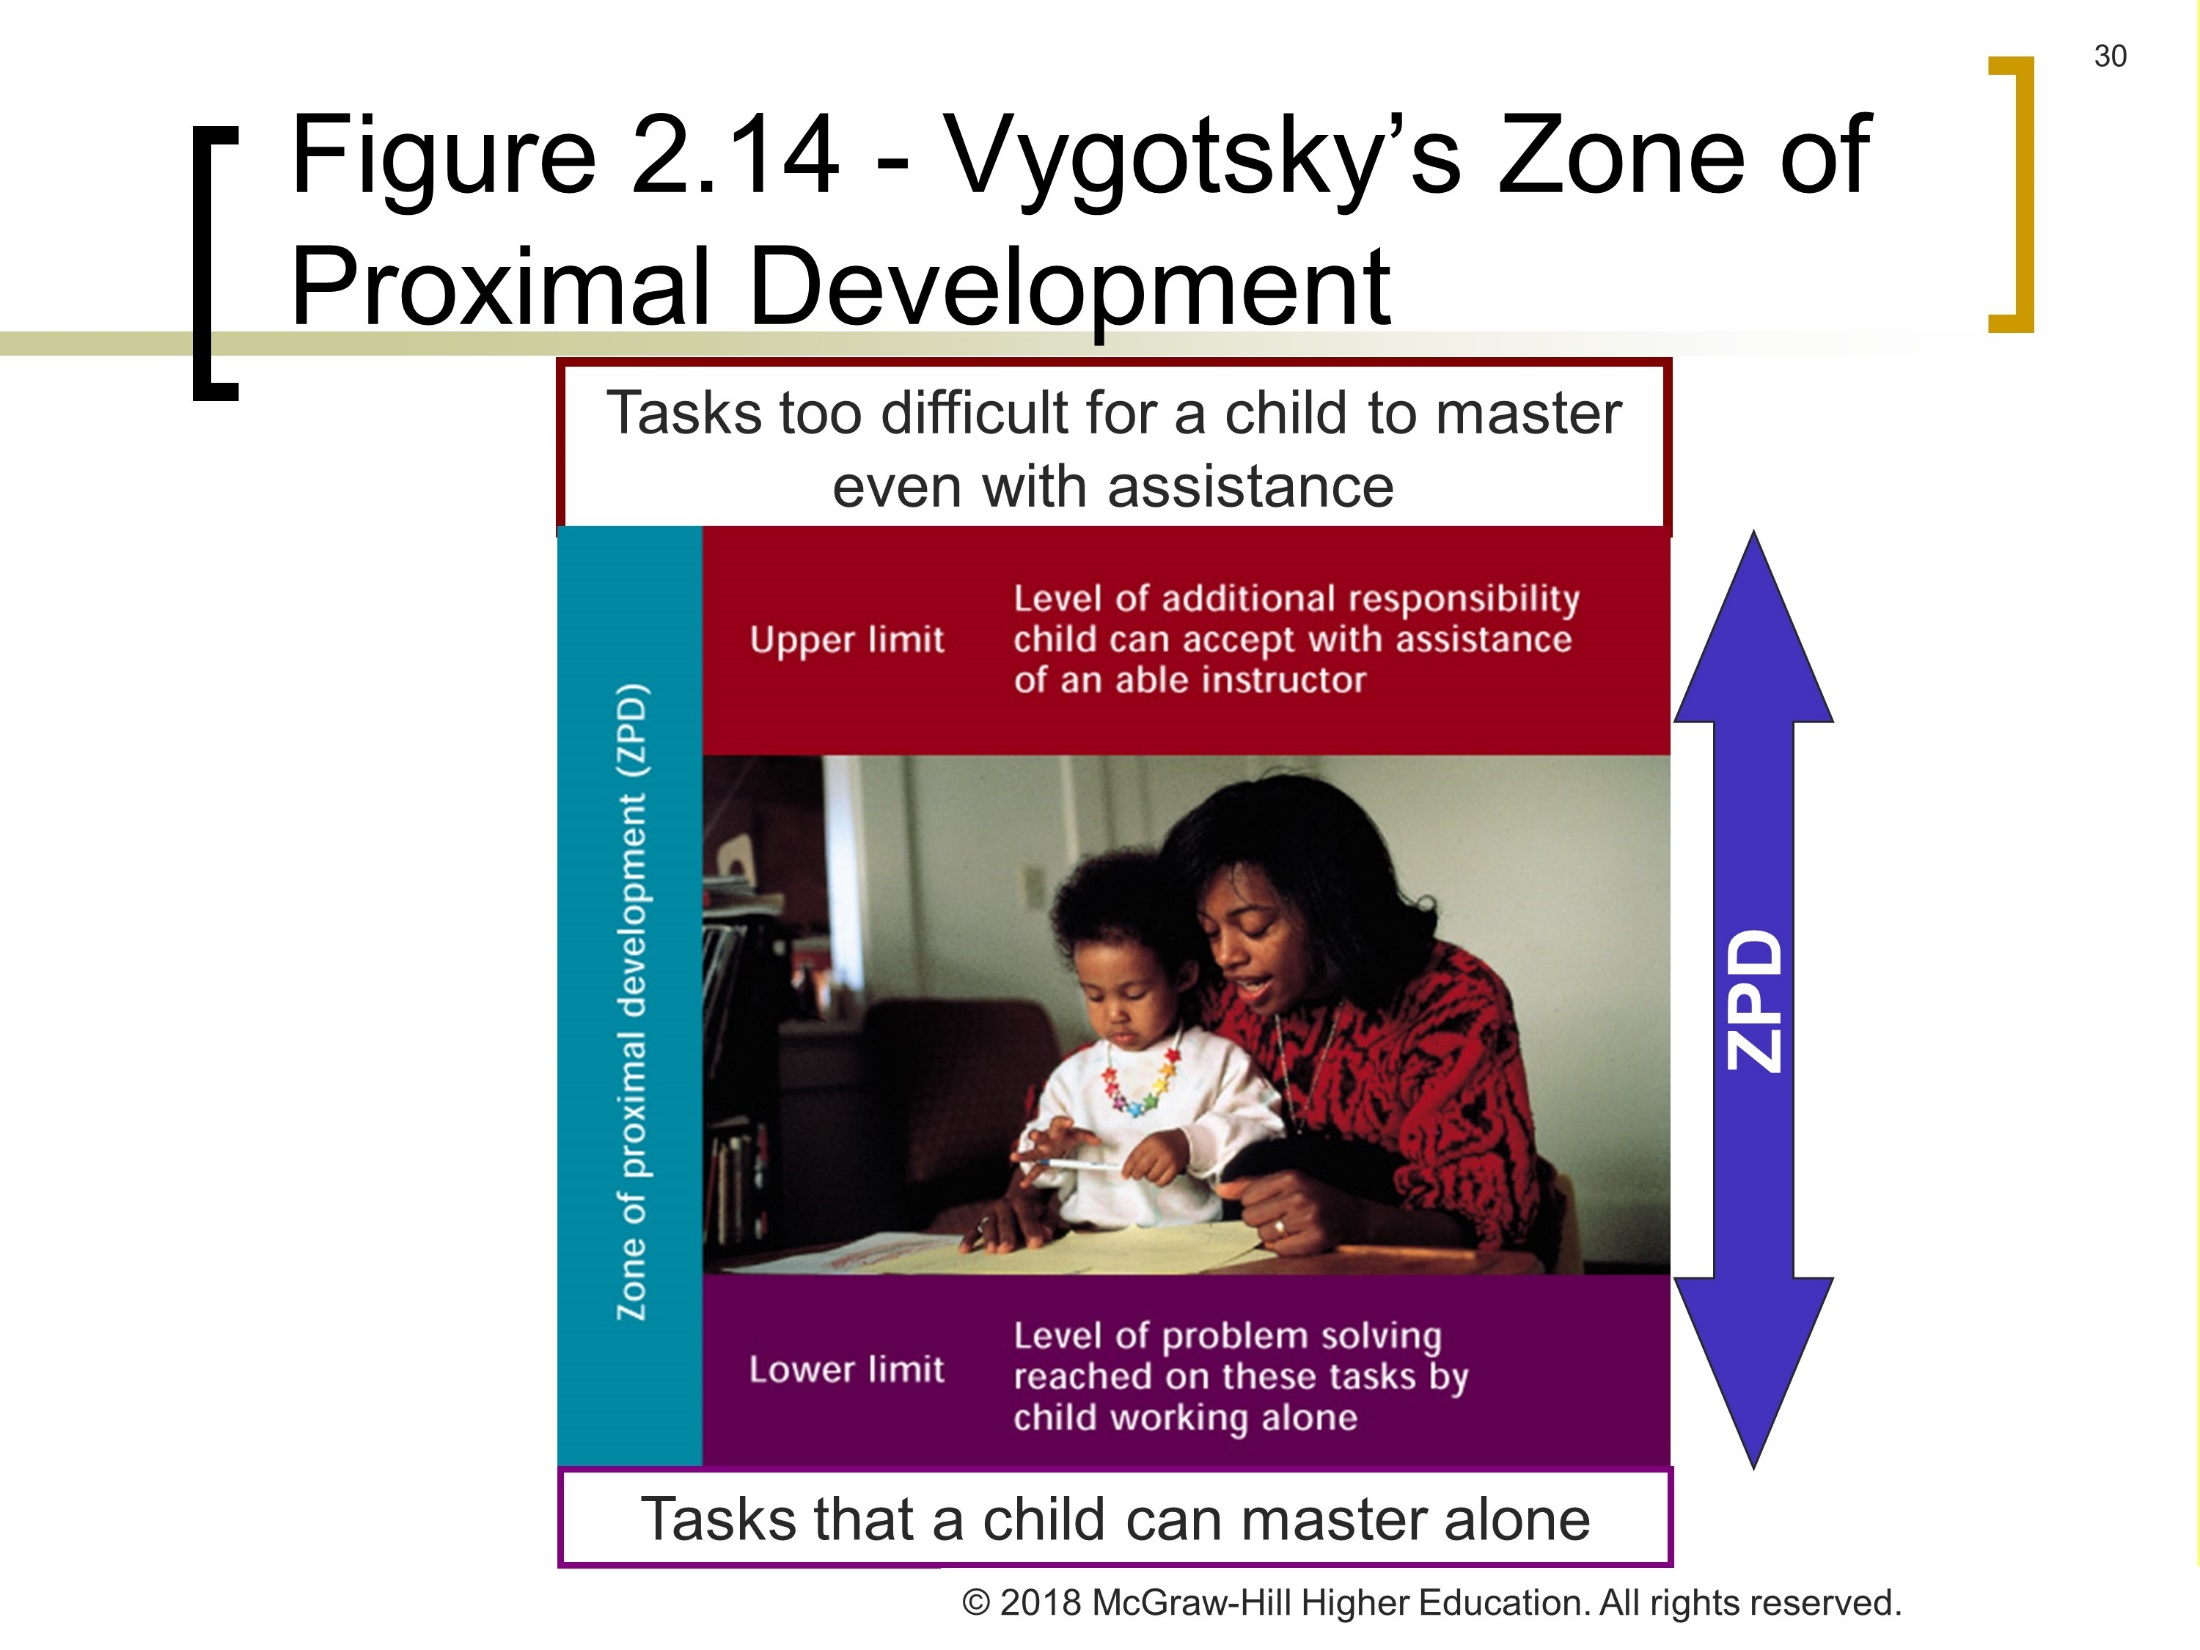 30
Figure 2.14 - Vygotsky’s Zone of
Proximal Development
Tasks too difficult for a child to master
even with assistance
Zone of proximal development (ZPD)
Upper limit
Level of additional responsibility
child can accept with assistance
of an able instructor
ZPD
Lower limit
Level of problem solving
reached on these tasks by
child working alone
Tasks that a child can master alone
© 2018 McGraw-Hill Higher Education. All rights reserved.